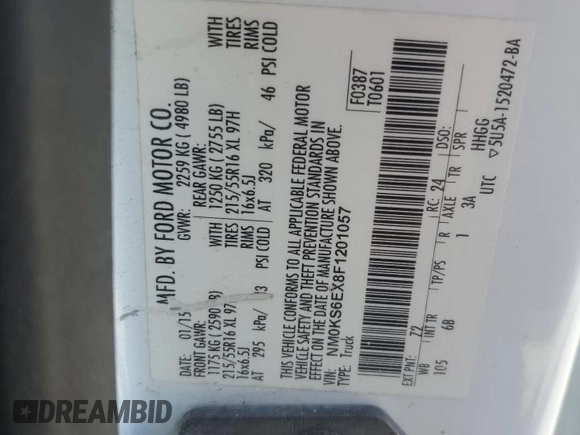 MFD. BY FORD MOTOR CO.
DATE: 01/15 GVWR: 2259 KG ( 4980 LB)
FRONT GAWR: REAR GAWR:
1175 KG ( 2590 LB) WITH 1250 KG ( 2755 LB) WITH
215/55R16 XL 97 TIRES 215/55R16 XL 97H TIRES
16x6.5J RIMS 16x6.5J RIMS
AT 295 kPa/ 3 PSI COLD AT 320 kPa/ 46 PSI COLD
THIS VEHICLE CONFORMS TO ALL APPLICABLE FEDERAL MOTOR
VEHICLE SAFETY AND THEFT PREVENTION STANDARDS IN
EFFECT ON THE DATE OF MANUFACTURE SHOWN ABOVE.
VIN: NM0KS6EX8F1201057
TYPE: Truck
F0387
T0601
EXT PNT: Z2 RC: 24 DSO:
WB INT TR TP/PS R AXLE TR SPR
105 6B 1 3A HHGG
UTC ▽5U5A-1520472-BA
DREAMBID